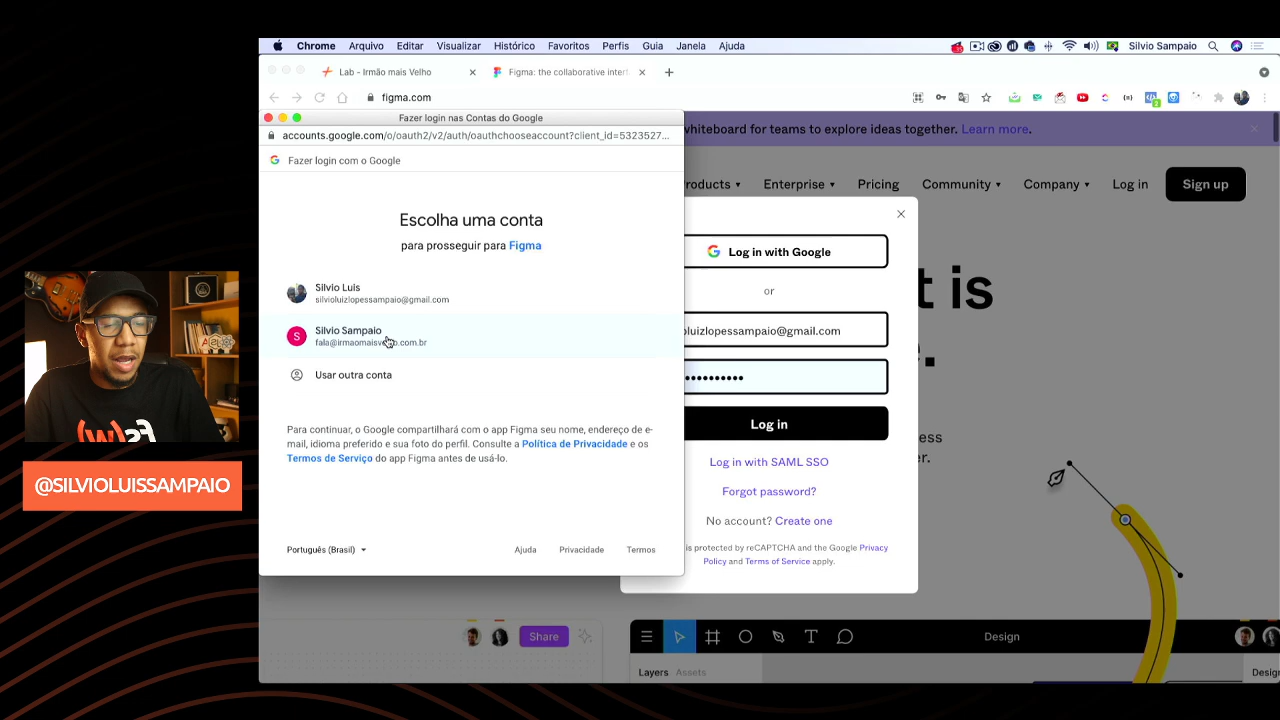 Chrome Arquivo Editar Visualizar Histórico Favoritos Perfis Guia Janela Ajuda Silvio Sampaio
Lab - Irmão mais Velho
Figma: the collaborative inter
figma.com
Fazer login nas Contas do Google
accounts.google.com/o/oauth2/v2/auth/oauthchooseaccount?client_id=5323527...
Fazer login com o Google
Escolha uma conta
para prosseguir para Figma
Silvio Luis
silvioluizlopessampaio@gmail.com
Silvio Sampaio
fala@irmaomaisve o.com.br
Usar outra conta
Para continuar, o Google compartilhará com o app Figma seu nome, endereço de e-
mail, idioma preferido e sua foto do perfil. Consulte a Política de Privacidade e os
Termos de Serviço do app Figma antes de usá-lo.
Português (Brasil) Ajuda Privacidade Termos
whiteboard for teams to explore ideas together. Learn more.
roducts Enterprise Pricing Community Company Log in Sign up
Log in with Google
or
oluizlopessampaio@gmail.com
••••••••••
Log in
Log in with SAML SSO
Forgot password?
No account? Create one
is protected by reCAPTCHA and the Google Privacy
Policy and Terms of Service apply.
t is
e.
ess
r.
Share
Design
Layers Assets
Design
S
@SILVIOLUISSAMPAIO